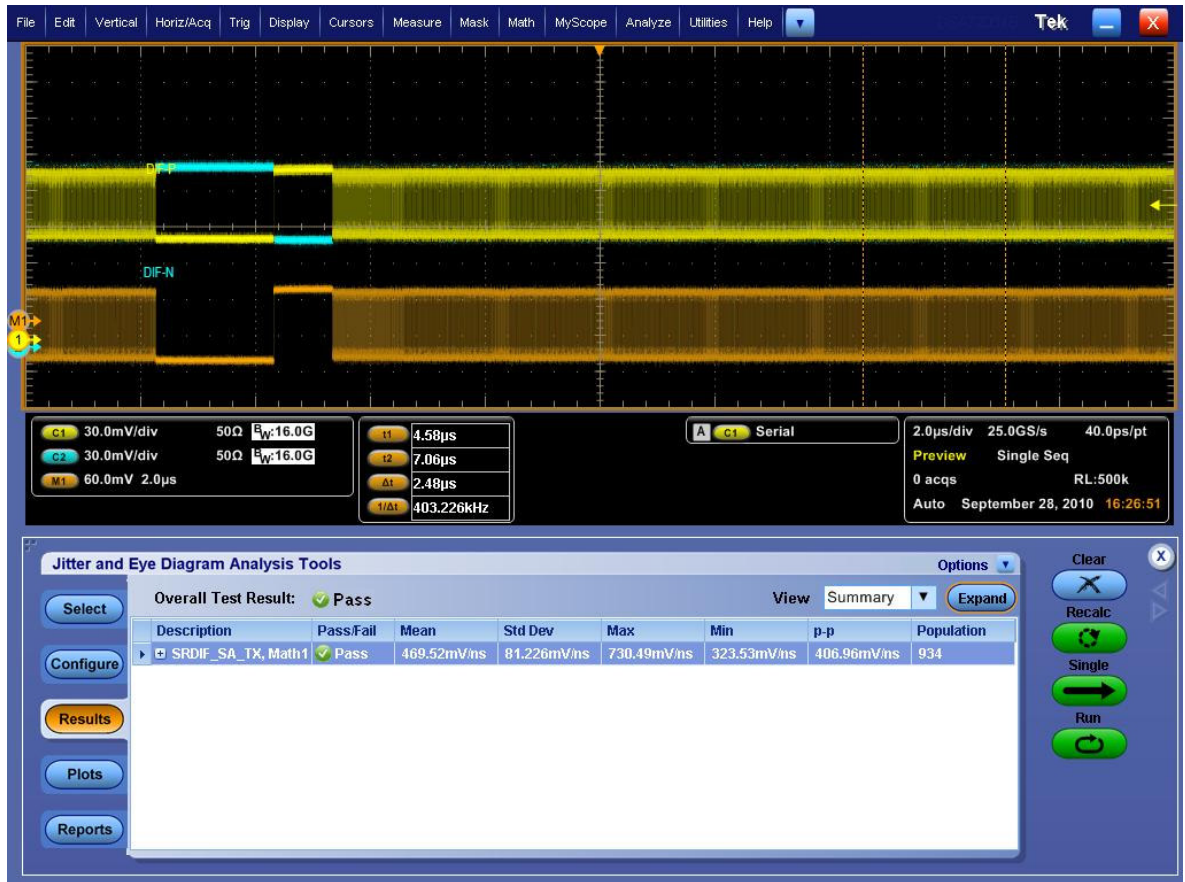 File Edit Vertical Horiz/Acq Trig Display Cursors Measure Mask Math MyScope Analyze Utilities Help Tek X
DIF-P
DIF-N
M1
1
C1 30.0mV/div 50Ω BW:16.0G
C2 30.0mV/div 50Ω BW:16.0G
M1 60.0mV 2.0µs
t1 4.58µs
t2 7.06µs
Δt 2.48µs
1/Δt 403.226kHz
A C1 Serial
2.0µs/div 25.0GS/s 40.0ps/pt
Preview Single Seq
0 acqs RL:500k
Auto September 28, 2010 16:26:51
Jitter and Eye Diagram Analysis Tools
Options
Clear
X
Select
Overall Test Result: Pass
View Summary
Expand
Recalc
Description Pass/Fail Mean Std Dev Max Min p-p Population
SRDIF_SA_TX, Math1 Pass 469.52mV/ns 81.226mV/ns 730.49mV/ns 323.53mV/ns 406.96mV/ns 934
Configure
Single
Results
Run
Plots
Reports